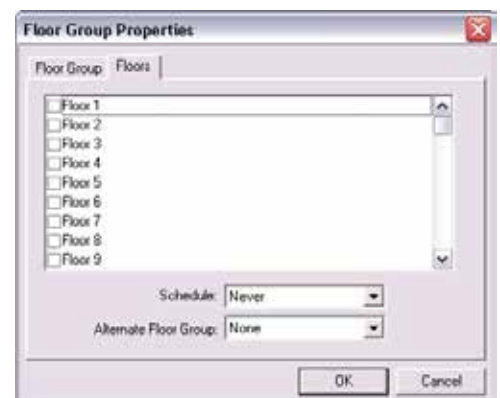 Floor Group Properties
Floor Group Floors
Floor 1
Floor 2
Floor 3
Floor 4
Floor 5
Floor 6
Floor 7
Floor 8
Floor 9
Schedule: Never
Alternate Floor Group: None
OK Cancel